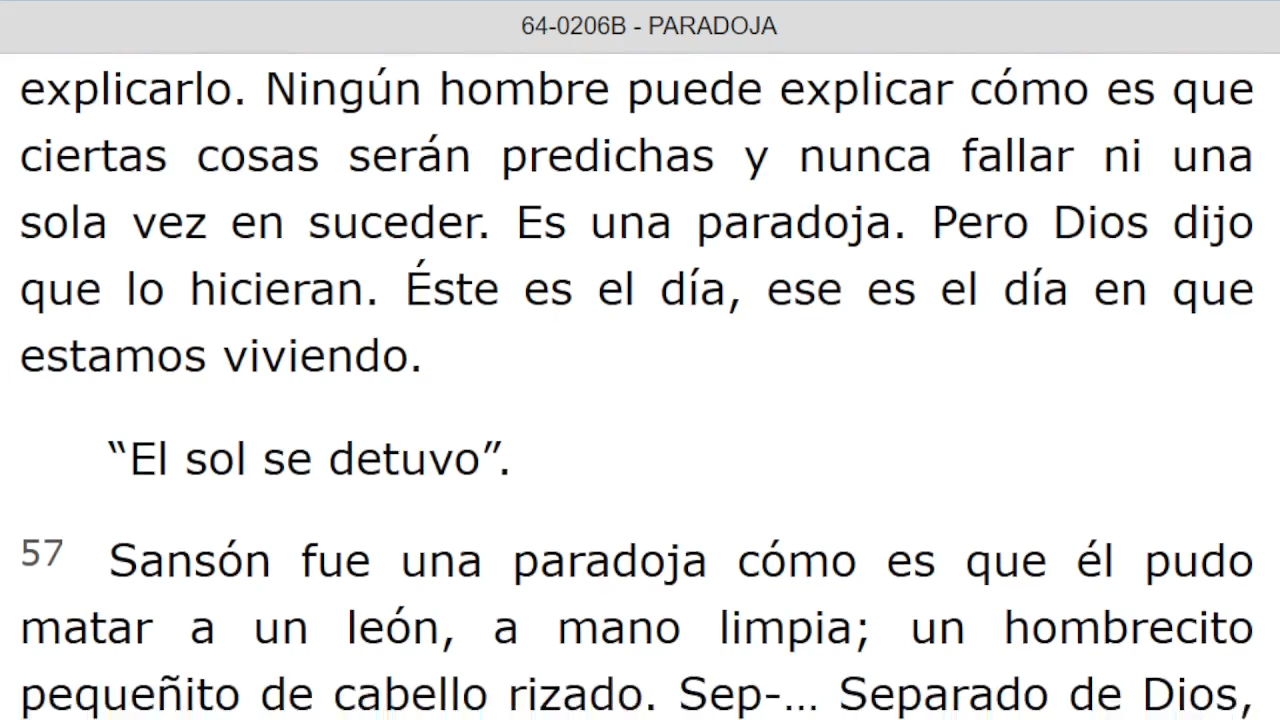 64-0206B - PARADOJA
explicarlo. Ningún hombre puede explicar cómo es que
ciertas cosas serán predichas y nunca fallar ni una
sola vez en suceder. Es una paradoja. Pero Dios dijo
que lo hicieran. Éste es el día, ese es el día en que
estamos viviendo.
“El sol se detuvo”.
57 Sansón fue una paradoja cómo es que él pudo
matar a un león, a mano limpia; un hombrecito
pequeñito de cabello rizado. Sep-... Separado de Dios,